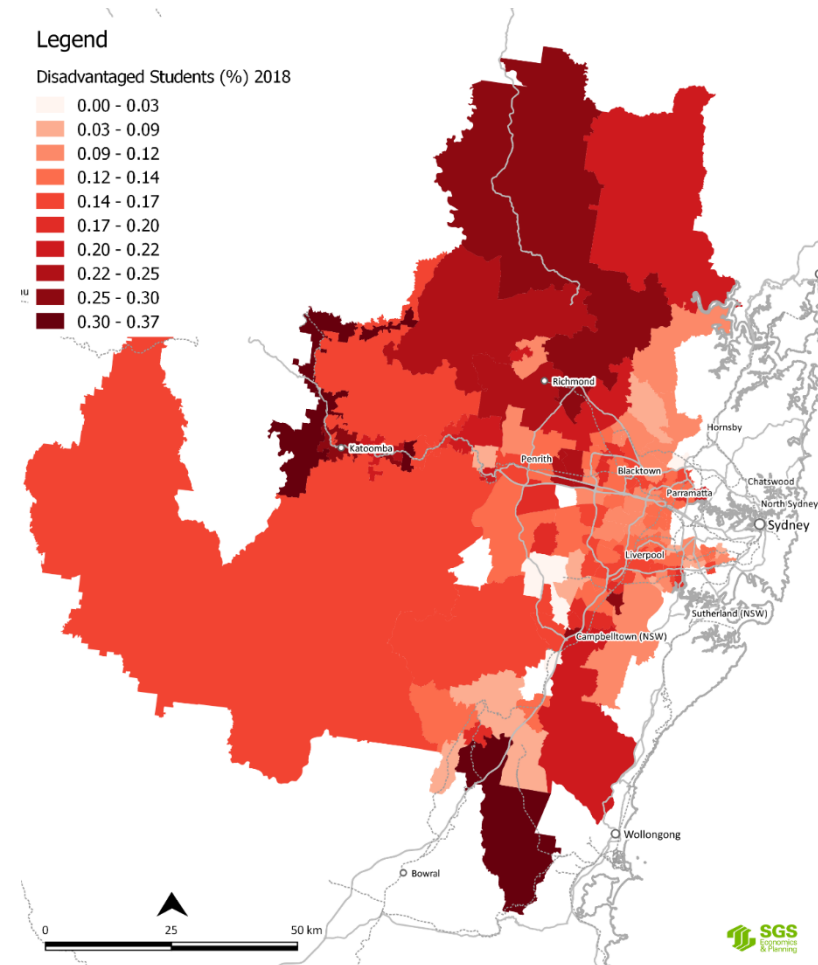 Legend
Disadvantaged Students (%) 2018
0.00 - 0.03
0.03 - 0.09
0.09 - 0.12
0.12 - 0.14
0.14 - 0.17
0.17 - 0.20
0.20 - 0.22
0.22 - 0.25
0.25 - 0.30
0.30 - 0.37
Richmond
Hornsby
Katoomba
Penrith
Blacktown
Chatswood
Parramatta
North Sydney
Sydney
Liverpool
Sutherland (NSW)
Campbelltown (NSW)
Wollongong
Bowral
0 25 50 km
SGS
Economics
& Planning